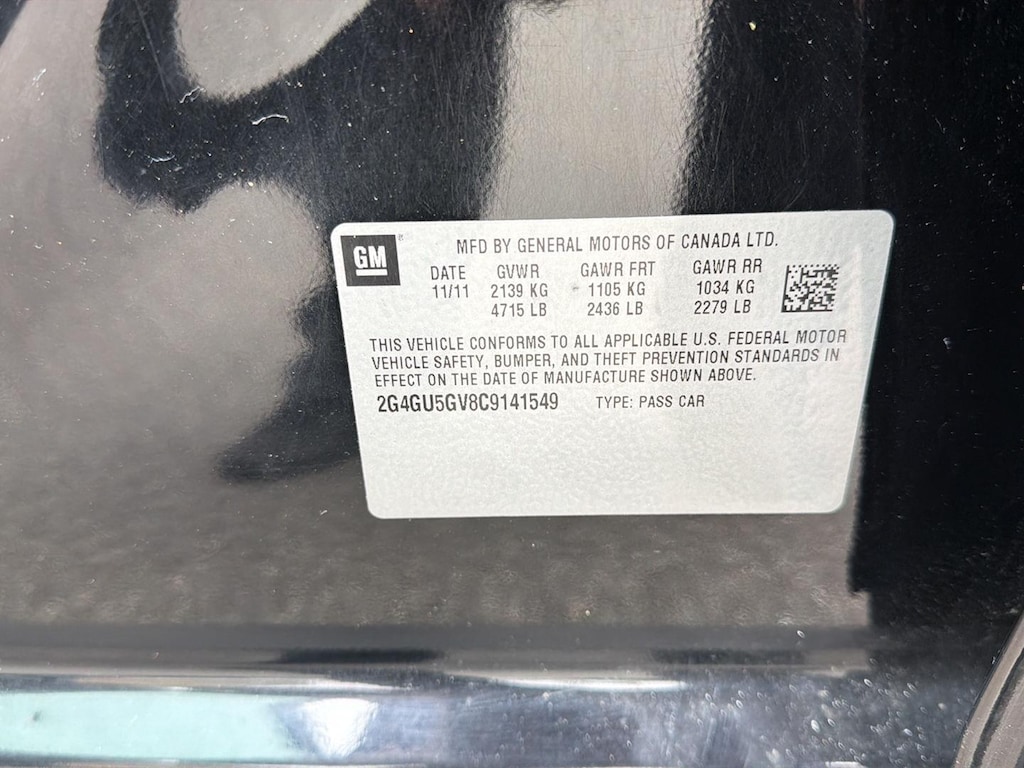 GM
MFD BY GENERAL MOTORS OF CANADA LTD.
DATE GVWR GAWR FRT GAWR RR
11/11 2139 KG 1105 KG 1034 KG
4715 LB 2436 LB 2279 LB
THIS VEHICLE CONFORMS TO ALL APPLICABLE U.S. FEDERAL MOTOR
VEHICLE SAFETY, BUMPER, AND THEFT PREVENTION STANDARDS IN
EFFECT ON THE DATE OF MANUFACTURE SHOWN ABOVE.
2G4GU5GV8C9141549 TYPE: PASS CAR